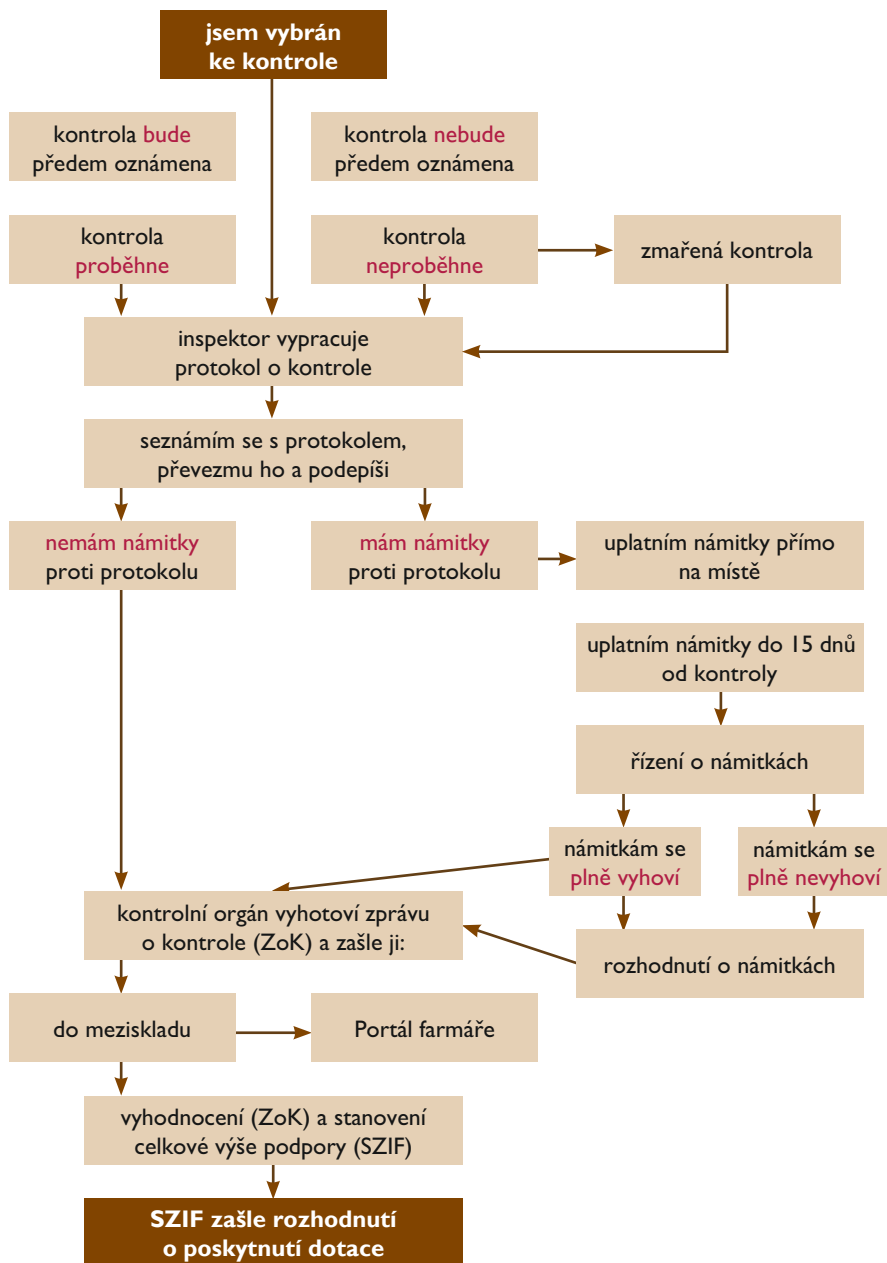 jsem vybrán
ke kontrole
kontrola bude
předem oznámena
kontrola nebude
předem oznámena
kontrola
proběhne
kontrola
neproběhne
zmařená kontrola
inspektor vypracuje
protokol o kontrole
seznámím se s protokolem,
převezmu ho a podepíši
nemám námitky
proti protokolu
mám námitky
proti protokolu
uplatním námitky přímo
na místě
uplatním námitky do 15 dnů
od kontroly
řízení o námitkách
námitkám se
plně vyhoví
námitkám se
plně nevyhoví
kontrolní orgán vyhotoví zprávu
o kontrole (ZoK) a zašle ji:
rozhodnutí o námitkách
do meziskladu
Portál farmáře
vyhodnocení (ZoK) a stanovení
celkové výše podpory (SZIF)
SZIF zašle rozhodnutí
o poskytnutí dotace